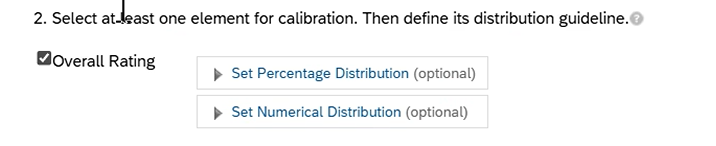 2. Select at least one element for calibration. Then define its distribution guideline.
Overall Rating
Set Percentage Distribution (optional)
Set Numerical Distribution (optional)